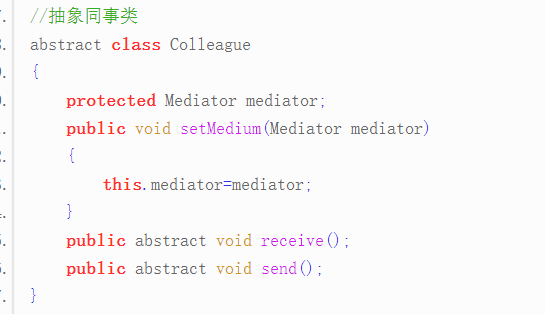 //抽象同事类
abstract class Colleague
{
    protected Mediator mediator;
    public void setMedium(Mediator mediator)
    {
        this.mediator=mediator;
    }
    public abstract void receive();
    public abstract void send();
}